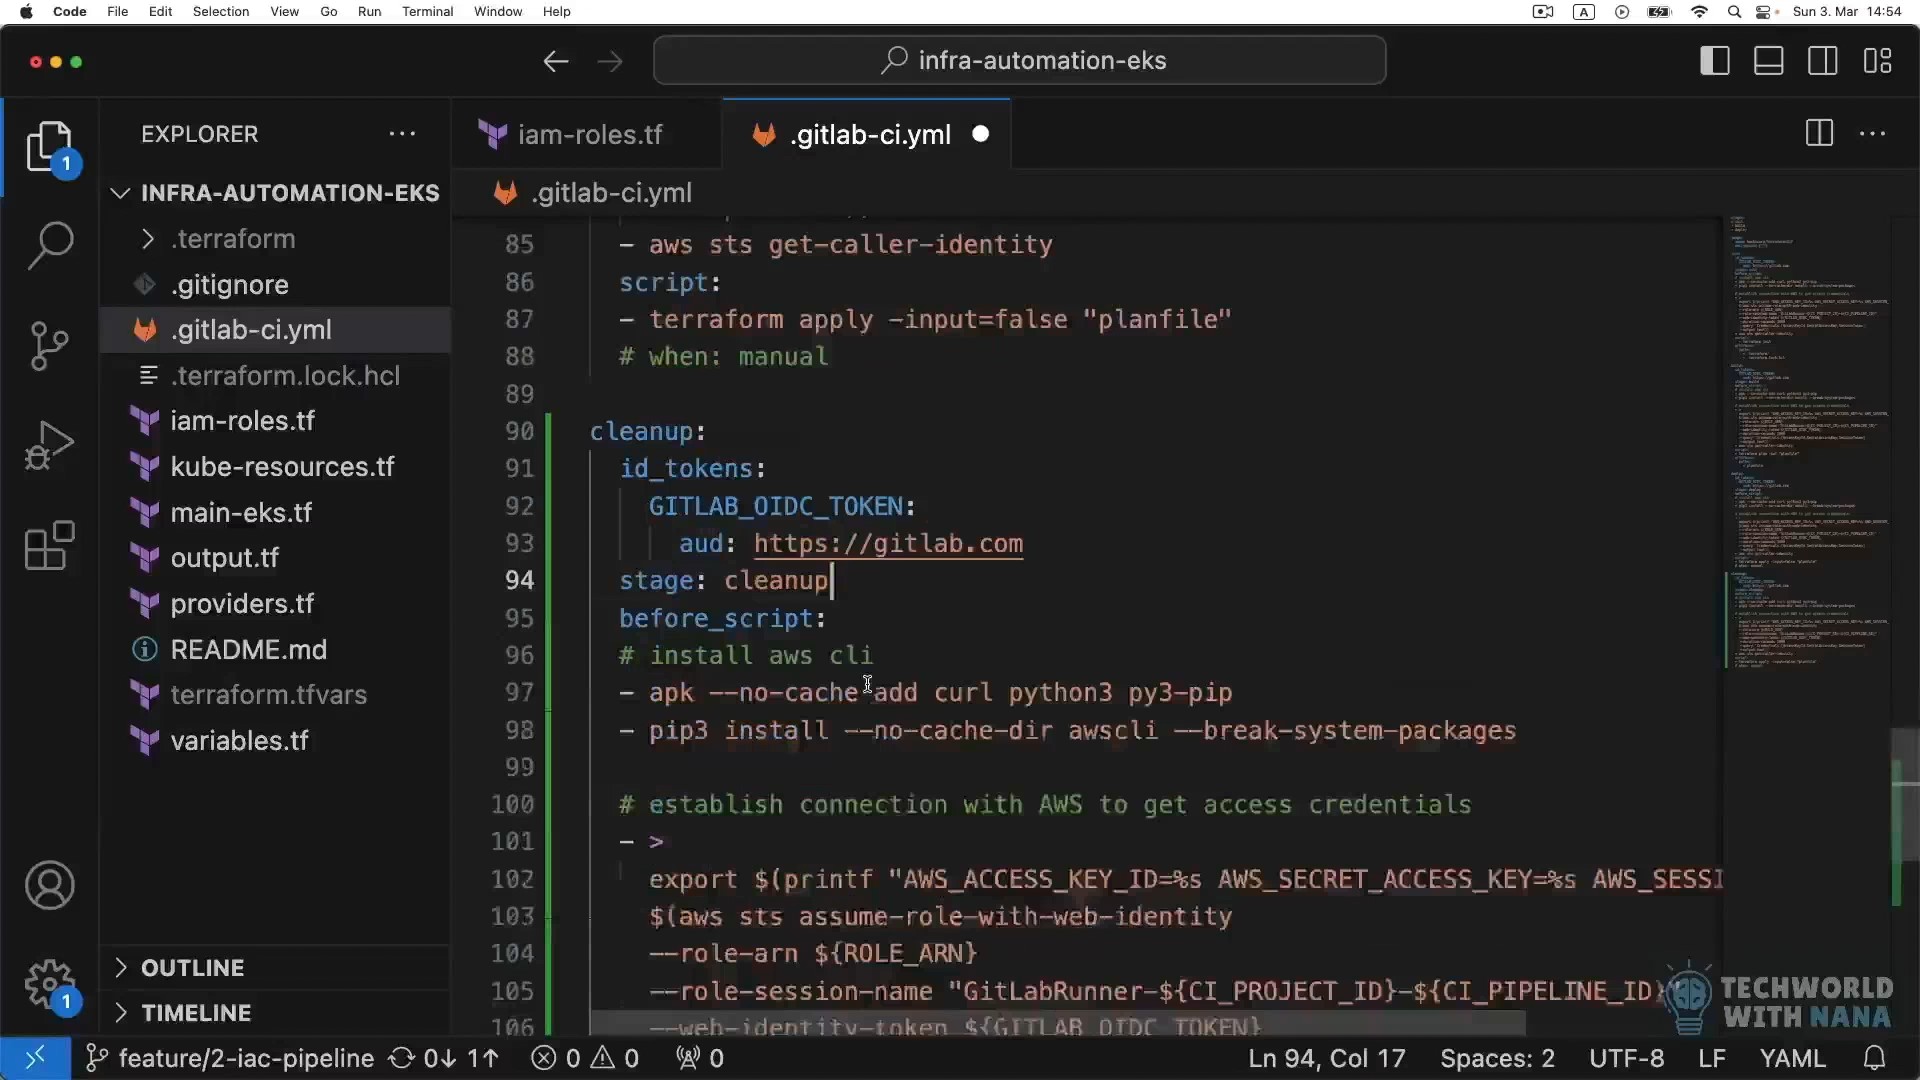 Code File Edit Selection View Go Run Terminal Window Help
A
Sun 3. Mar 14:54
infra-automation-eks
1
EXPLORER
INFRA-AUTOMATION-EKS
.terraform
.gitignore
.gitlab-ci.yml
.terraform.lock.hcl
iam-roles.tf
kube-resources.tf
main-eks.tf
output.tf
providers.tf
README.md
terraform.tfvars
variables.tf
OUTLINE
TIMELINE
1
iam-roles.tf
.gitlab-ci.yml
.gitlab-ci.yml
85 - aws sts get-caller-identity
86 script:
87 - terraform apply -input=false "planfile"
88 # when: manual
89
90 cleanup:
91 id_tokens:
92 GITLAB_OIDC_TOKEN:
93 aud: https://gitlab.com
94 stage: cleanup
95 before_script:
96 # install aws cli
97 - apk --no-cache add curl python3 py3-pip
98 - pip3 install --no-cache-dir awscli --break-system-packages
99
100 # establish connection with AWS to get access credentials
101 - >
102 export $(printf "AWS_ACCESS_KEY_ID=%s AWS_SECRET_ACCESS_KEY=%s AWS_SESSI
103 $(aws sts assume-role-with-web-identity
104 --role-arn ${ROLE_ARN}
105 --role-session-name "GitLabRunner-${CI_PROJECT_ID}-${CI_PIPELINE_ID}"
106 --web-identity-token ${GITLAB_OIDC_TOKEN}
TECHWORLD
WITH NANA
feature/2-iac-pipeline 0↓ 1↑ 0 0 0 Ln 94, Col 17 Spaces: 2 UTF-8 LF YAML